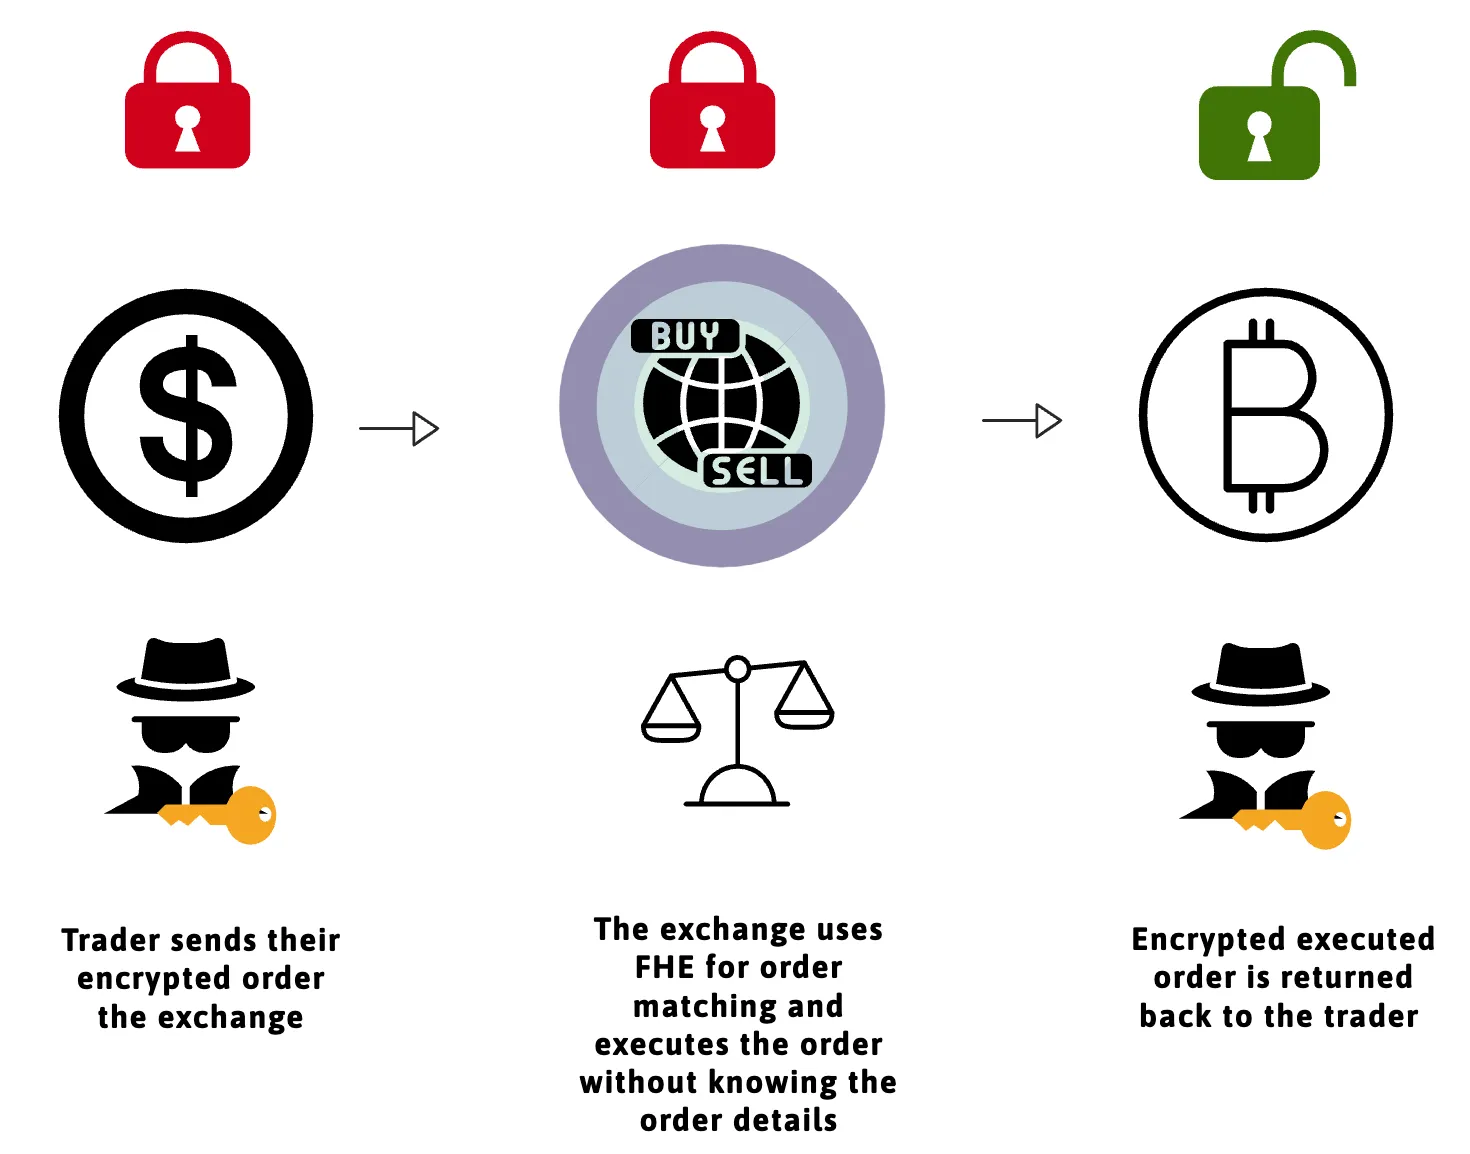 BUY
SELL
Trader sends their
encrypted order
the exchange
The exchange uses
FHE for order
matching and
executes the order
without knowing the
order details
Encrypted executed
order is returned
back to the trader